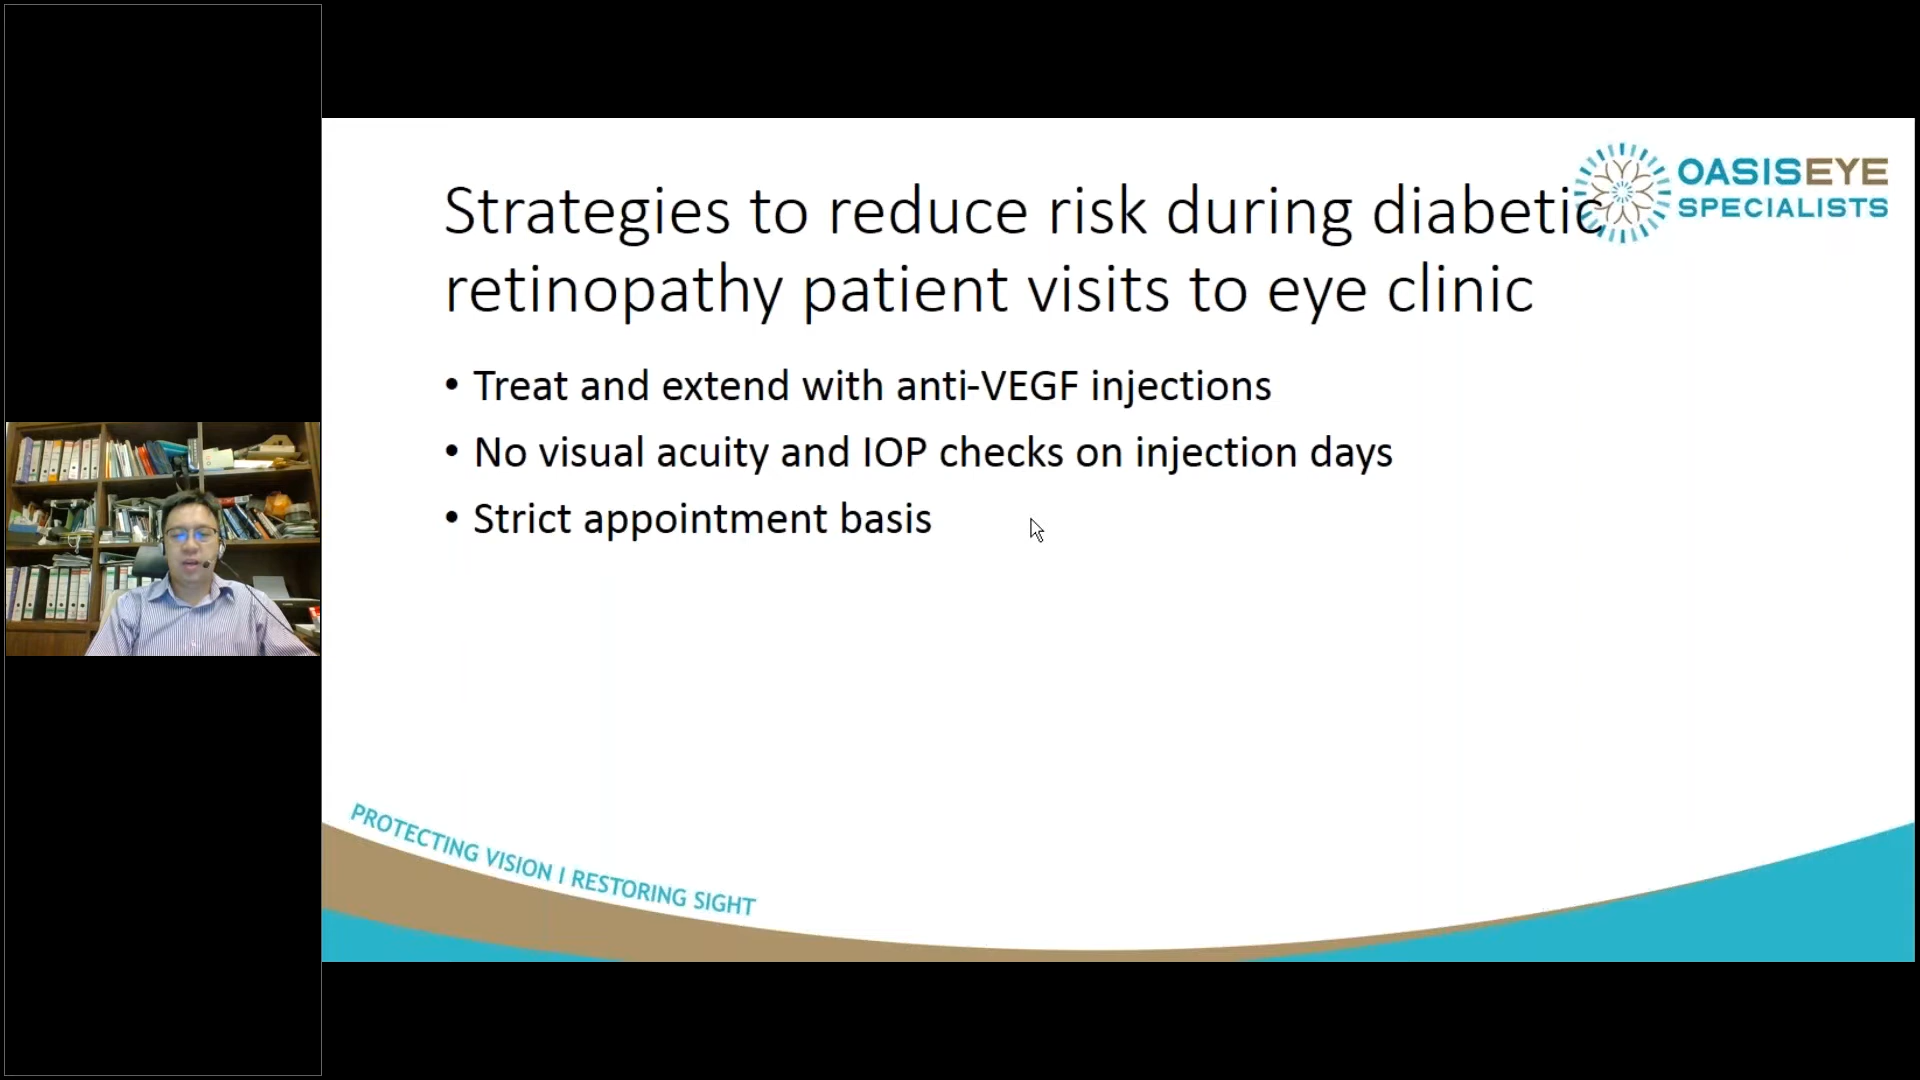 Strategies to reduce risk during diabetic
retinopathy patient visits to eye clinic
OASISEYE
SPECIALISTS
• Treat and extend with anti-VEGF injections
• No visual acuity and IOP checks on injection days
• Strict appointment basis
PROTECTING VISION I RESTORING SIGHT